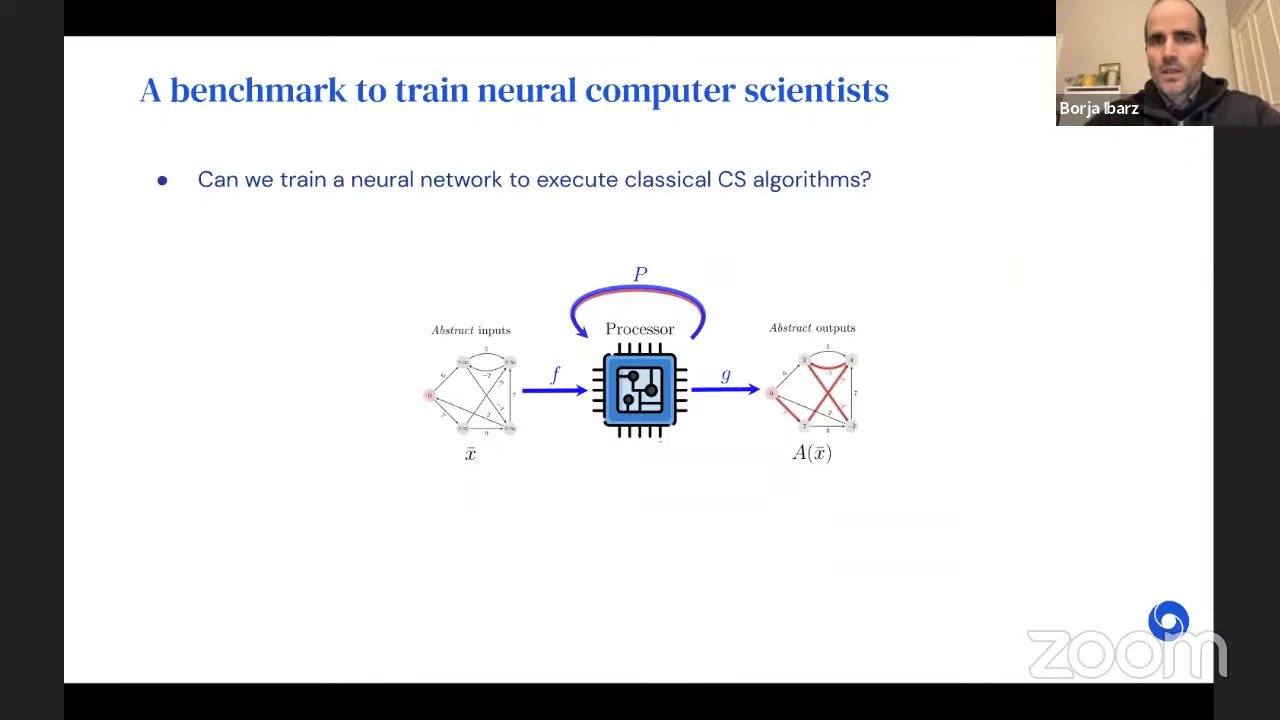 A benchmark to train neural computer scientists
Borja Ibarz
● Can we train a neural network to execute classical CS algorithms?
P
Abstract inputs
Processor
Abstract outputs
f
g
x̄
A(x̄)
zoom